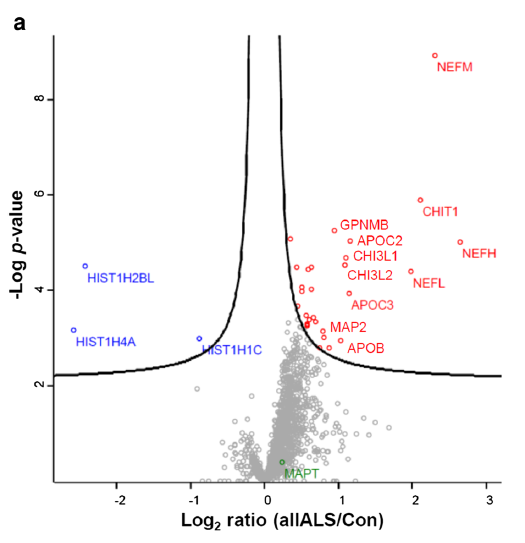 a
NEFM
8
6
CHIT1
GPNMB
APOC2
NEFH
CHI3L1
HIST1H2BL
CHI3L2
NEFL
4
APOC3
MAP2
HIST1H4A
HIST1H1C
APOB
2
MAPT
-2
-1
0
1
2
3
-Log p-value
Log₂ ratio (allALS/Con)